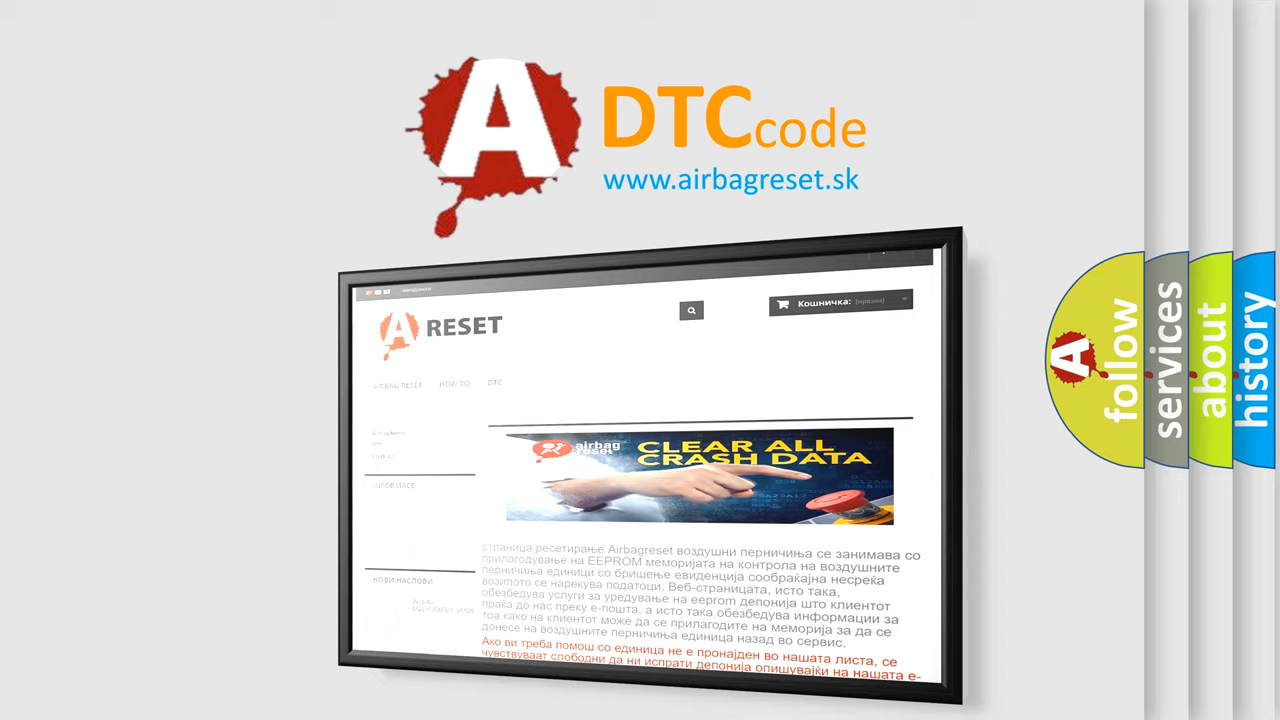 A
DTCcode
www.airbagreset.sk
Кошничка: (празна)
A RESET
AIRBAG RESET HOW TO DTC
airbag
reset
CLEAR ALL
CRASH DATA
INFORMACE
страница ресетирање Airbagreset воздушни перничиња се занимава со
прилагодување на EEPROM меморијата на контрола на воздушните
перничиња единици со бришење евиденција сообраќајна несреќа
возилото се нарекува податоци. Веб-страницата, исто така,
обезбедува услуги за уредување на eeprom депонија што клиентот
праќа до нас преку е-пошта, а исто така обезбедува информации за
тоа како на клиентот може да се прилагодите на меморија за да се
донесе на воздушните перничиња единица назад во сервис.
НОВИ НАСЛОВИ
Ако ви треба помош со единица не е пронајден во нашата листа, се
чувствуваат слободни да ни испрати депонија опишувајќи на нашата е-
A
follow
services
about
history